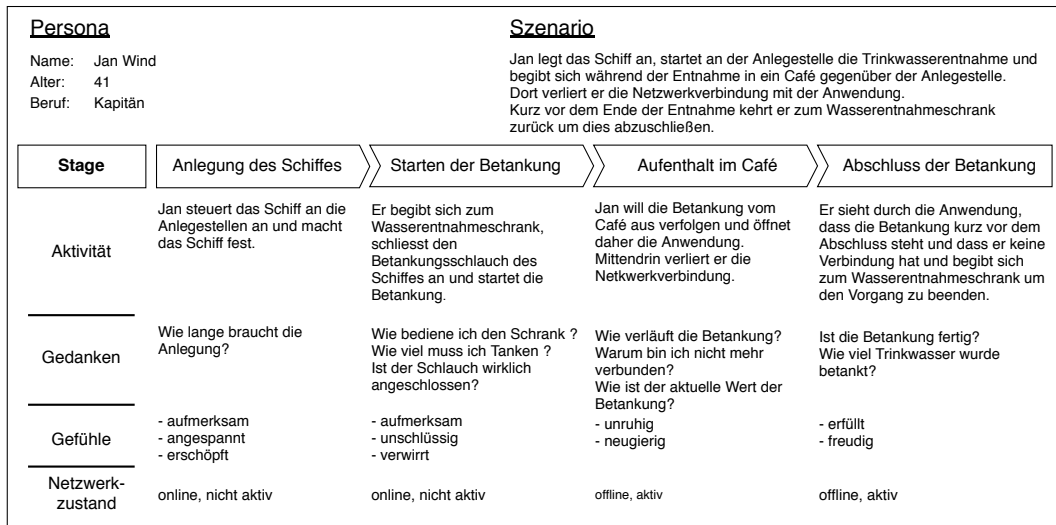 Persona
Name: Jan Wind
Alter: 41
Beruf: Kapitän
Szenario
Jan legt das Schiff an, startet an der Anlegestelle die Trinkwasserentnahme und
begibt sich während der Entnahme in ein Café gegenüber der Anlegestelle.
Dort verliert er die Netzwerkverbindung mit der Anwendung.
Kurz vor dem Ende der Entnahme kehrt er zum Wasserentnahmeschrank
zurück um dies abzuschließen.
Stage
Anlegung des Schiffes
Starten der Betankung
Aufenthalt im Café
Abschluss der Betankung
Aktivität
Jan steuert das Schiff an die
Anlegestellen an und macht
das Schiff fest.
Er begibt sich zum
Wasserentnahmeschrank,
schliesst den
Betankungsschlauch des
Schiffes an und startet die
Betankung.
Jan will die Betankung vom
Café aus verfolgen und öffnet
daher die Anwendung.
Mittendrin verliert er die
Netkwerkverbindung.
Er sieht durch die Anwendung,
dass die Betankung kurz vor dem
Abschluss steht und dass er keine
Verbindung hat und begibt sich
zum Wasserentnahmeschrank um
den Vorgang zu beenden.
Gedanken
Wie lange braucht die
Anlegung?
Wie bediene ich den Schrank ?
Wie viel muss ich Tanken ?
Ist der Schlauch wirklich
angeschlossen?
Wie verläuft die Betankung?
Warum bin ich nicht mehr
verbunden?
Wie ist der aktuelle Wert der
Betankung?
Ist die Betankung fertig?
Wie viel Trinkwasser wurde
betankt?
Gefühle
- aufmerksam
- angespannt
- erschöpft
- aufmerksam
- unschlüssig
- verwirrt
- unruhig
- neugierig
- erfüllt
- freudig
Netzwerk-
zustand
online, nicht aktiv
online, nicht aktiv
offline, aktiv
offline, aktiv